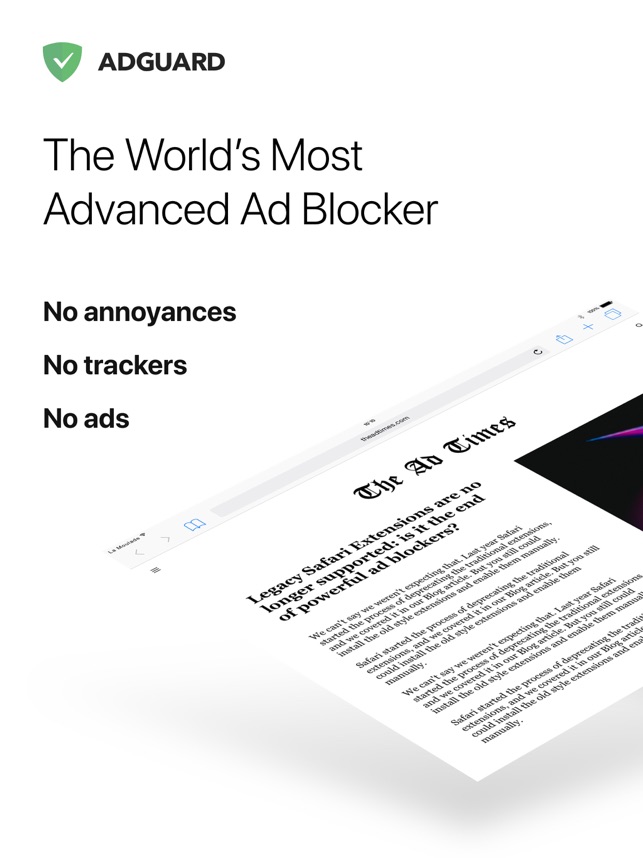 ADGUARD
The World’s Most
Advanced Ad Blocker
No annoyances
No trackers
No ads
La Moulade
100%
10:10
theadtimes.com
The Ad Times
Legacy Safari Extensions are no
longer supported: is it the end
of powerful ad blockers?
We can't say we weren't expecting that. Last year Safari
started the process of deprecating the traditional extensions,
and we covered it in our Blog article. But you still could
install the old style extensions and enable them manually.
Safari started the process of deprecating the traditional
extensions, and we covered it in our Blog article. But you still
could install the old style extensions and enable them
manually.
We can't say we weren't expecting that. Last year Safari
started the process of deprecating the traditional extensions
and we covered it in our Blog article. But you still could
install the old style extensions and enable them manua
Safari started the process of deprecating the tradi
extensions, and we covered it in our Blog article.
could install the old style extensions and ena
manually.